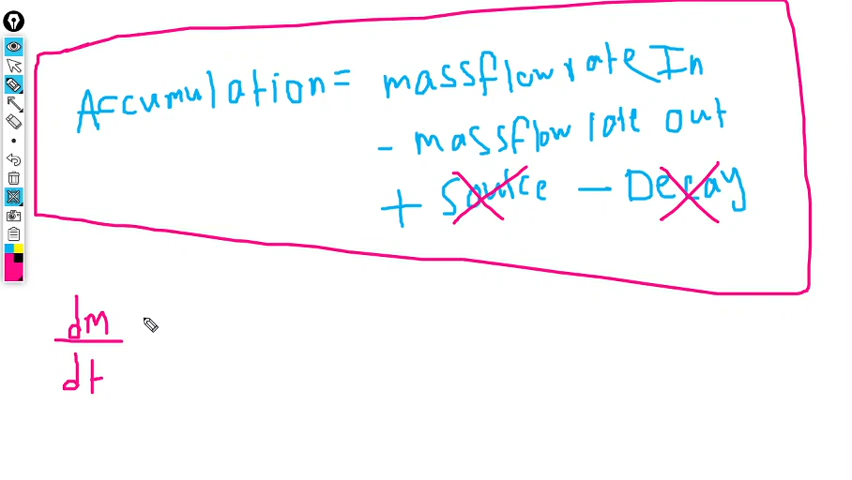 Accumulation = massflowrate In
- massflow rate out
+ Source - Decay
dm
dt